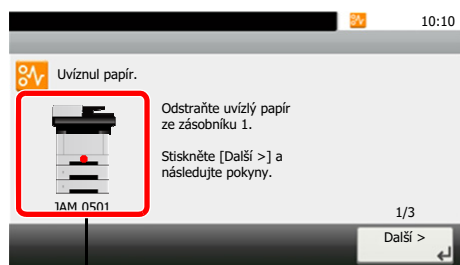 10:10
Uvíznul papír.
Odstraňte uvízlý papír
ze zásobníku 1.
Stiskněte [Další >] a
následujte pokyny.
JAM 0501
1/3
Další >